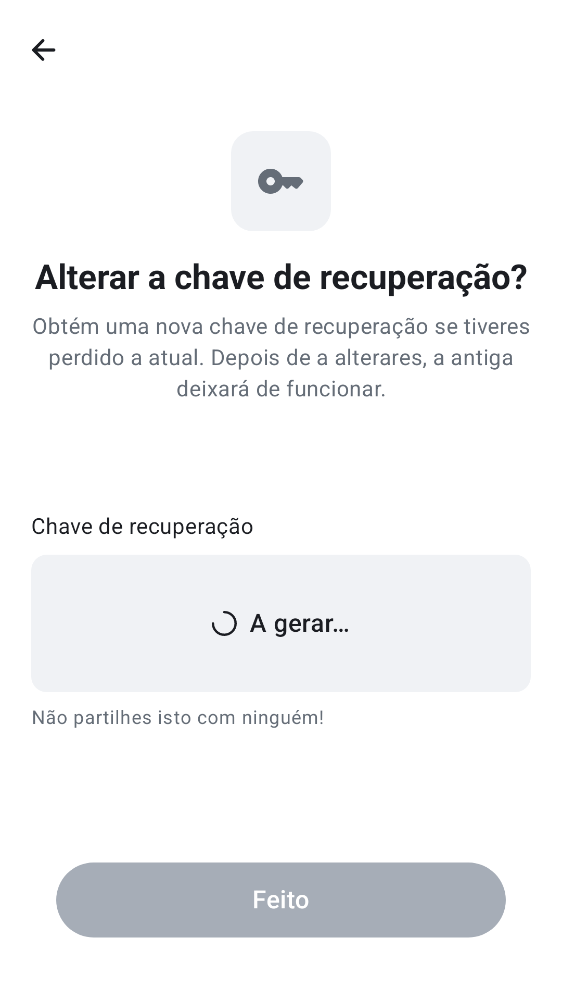 Alterar a chave de recuperação?
Obtém uma nova chave de recuperação se tiveres
perdido a atual. Depois de a alterares, a antiga
deixará de funcionar.
Chave de recuperação
A gerar…
Não partilhes isto com ninguém!
Feito